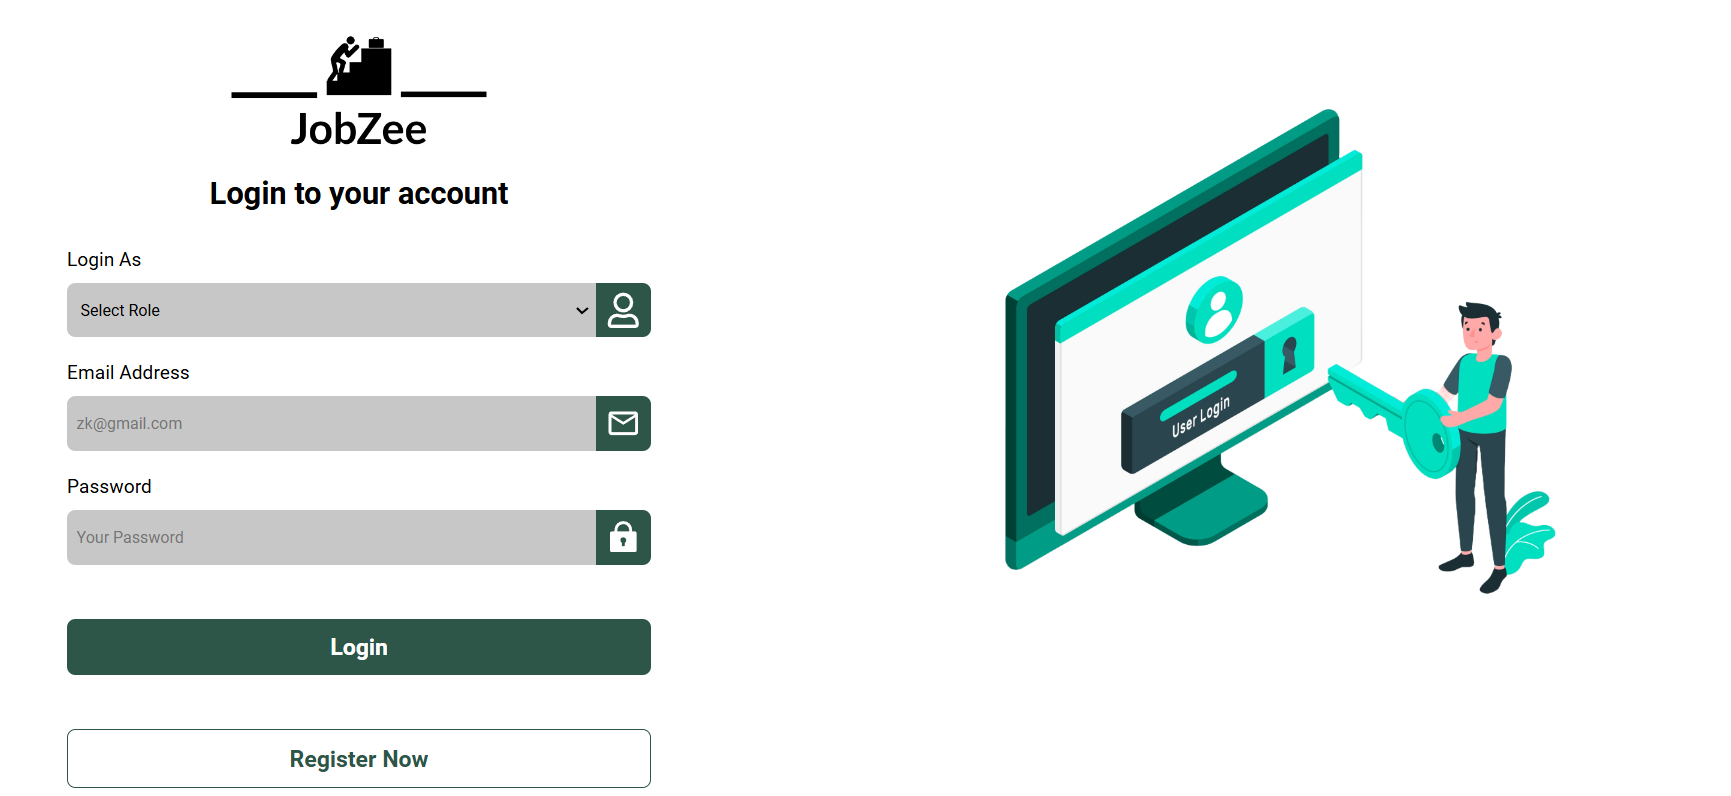 JobZee
Login to your account
Login As
Select Role
Email Address
zk@gmail.com
Password
Your Password
Login
Register Now
User Login